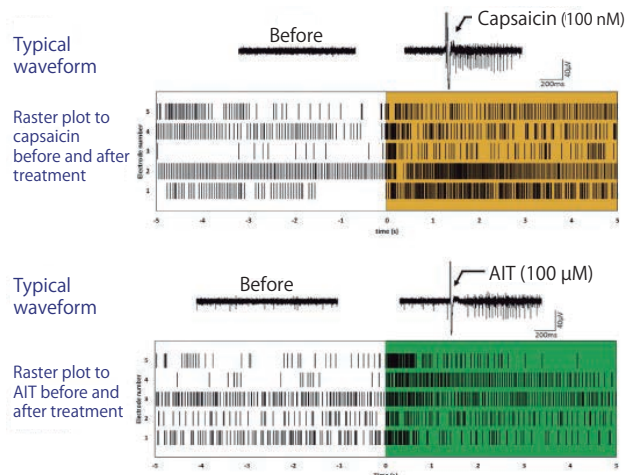 Typical
waveform
Before
Capsaicin (100 nM)
40μV
200ms
Raster plot to
capsaicin
before and after
treatment
Electrode number
5
4
3
2
1
-5 -4 -3 -2 -1 0 1 2 3 4 5
time (s)
Typical
waveform
Before
AIT (100 μM)
40μV
200ms
Raster plot to
AIT before and
after treatment
Electrode number
5
4
3
2
1
-5 -4 -3 -2 -1 0 1 2 3 4 5
time (s)